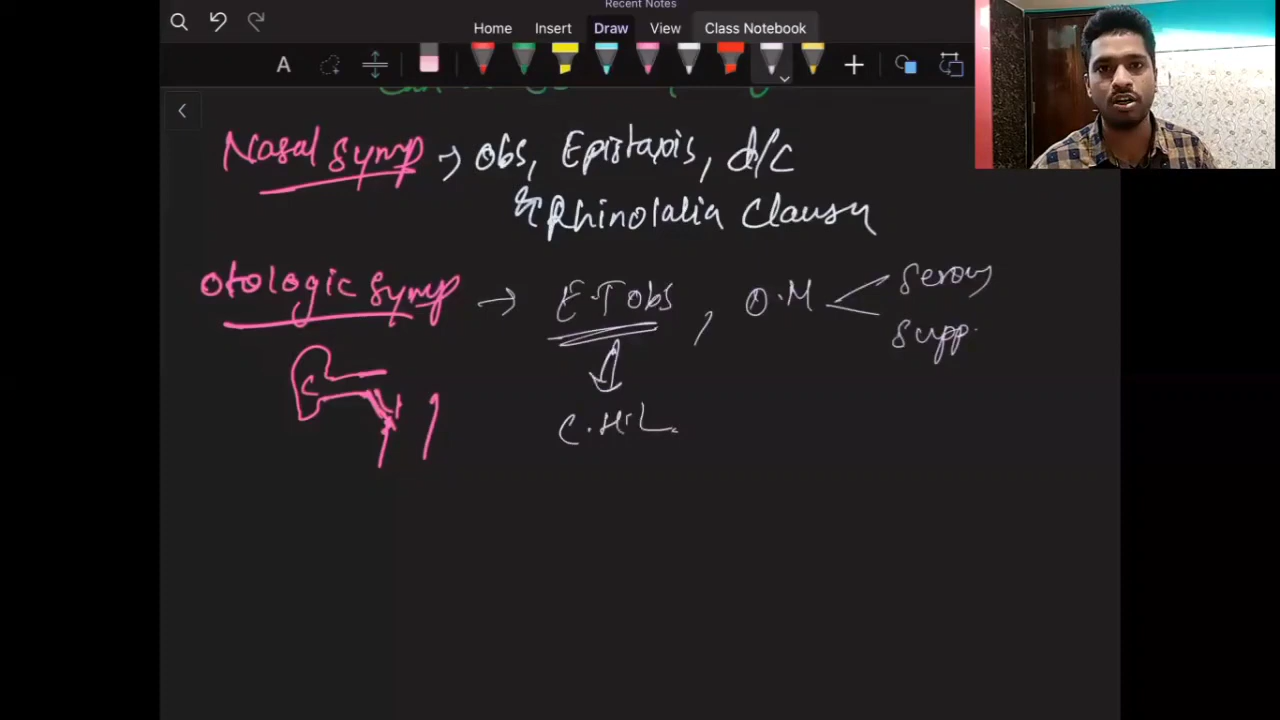 Recent Notes
Home Insert Draw View Class Notebook
A
Nasal Symp → Obs, Epistaxis, d/c
& Rhinolalia Clausa
Otologic Symp → E.T obs, O.M < Serous
Supp.
C.H.L.